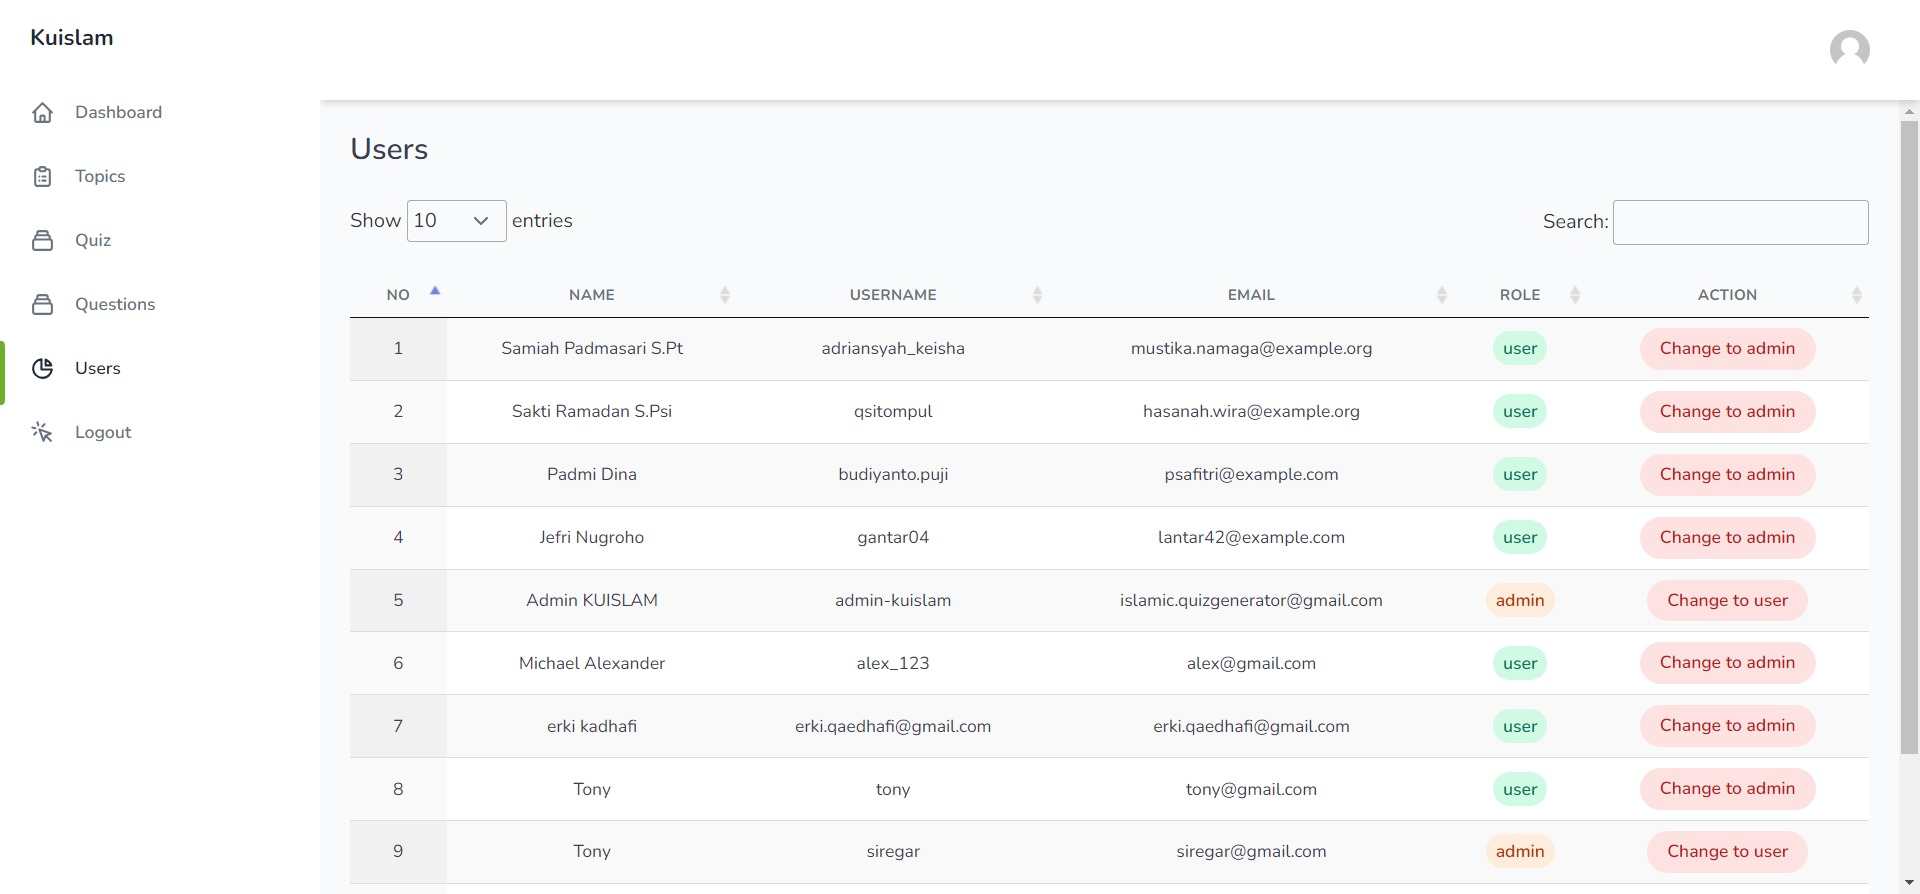 Kuislam
Dashboard
Topics
Quiz
Questions
Users
Logout
Users
Show 10 entries
Search:
NO NAME USERNAME EMAIL ROLE ACTION
1 Samiah Padmasari S.Pt adriansyah_keisha mustika.namaga@example.org user Change to admin
2 Sakti Ramadan S.Psi qsitompul hasanah.wira@example.org user Change to admin
3 Padmi Dina budiyanto.puji psafitri@example.com user Change to admin
4 Jefri Nugroho gantar04 lantar42@example.com user Change to admin
5 Admin KUISLAM admin-kuislam islamic.quizgenerator@gmail.com admin Change to user
6 Michael Alexander alex_123 alex@gmail.com user Change to admin
7 erki kadhafi erki.qaedhafi@gmail.com erki.qaedhafi@gmail.com user Change to admin
8 Tony tony tony@gmail.com user Change to admin
9 Tony siregar siregar@gmail.com admin Change to user